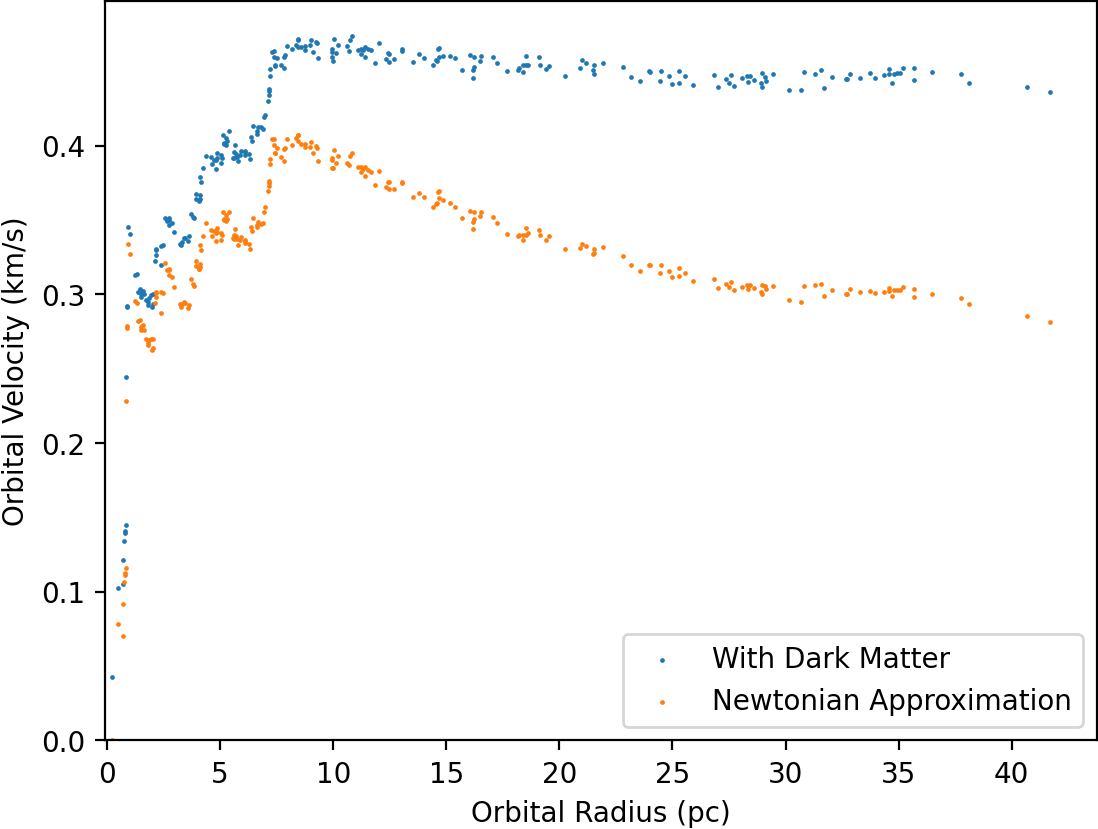 Orbital Velocity (km/s)
0.4
0.3
0.2
0.1
0.0
With Dark Matter
Newtonian Approximation
0 5 10 15 20 25 30 35 40
Orbital Radius (pc)